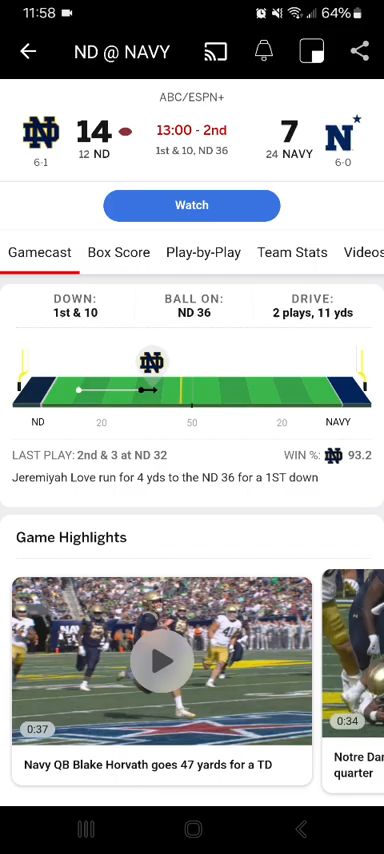 11:58
64%
ND @ NAVY
ABC/ESPN+
14
13:00 - 2nd
7
12 ND
1st & 10, ND 36
24 NAVY
6-1
6-0
Watch
Gamecast Box Score Play-by-Play Team Stats Videos
DOWN: BALL ON: DRIVE:
1st & 10 ND 36 2 plays, 11 yds
ND 20 50 20 NAVY
LAST PLAY: 2nd & 3 at ND 32 WIN %: 93.2
Jeremiyah Love run for 4 yds to the ND 36 for a 1ST down
Game Highlights
0:37
0:34
Navy QB Blake Horvath goes 47 yards for a TD
Notre Dar
quarter